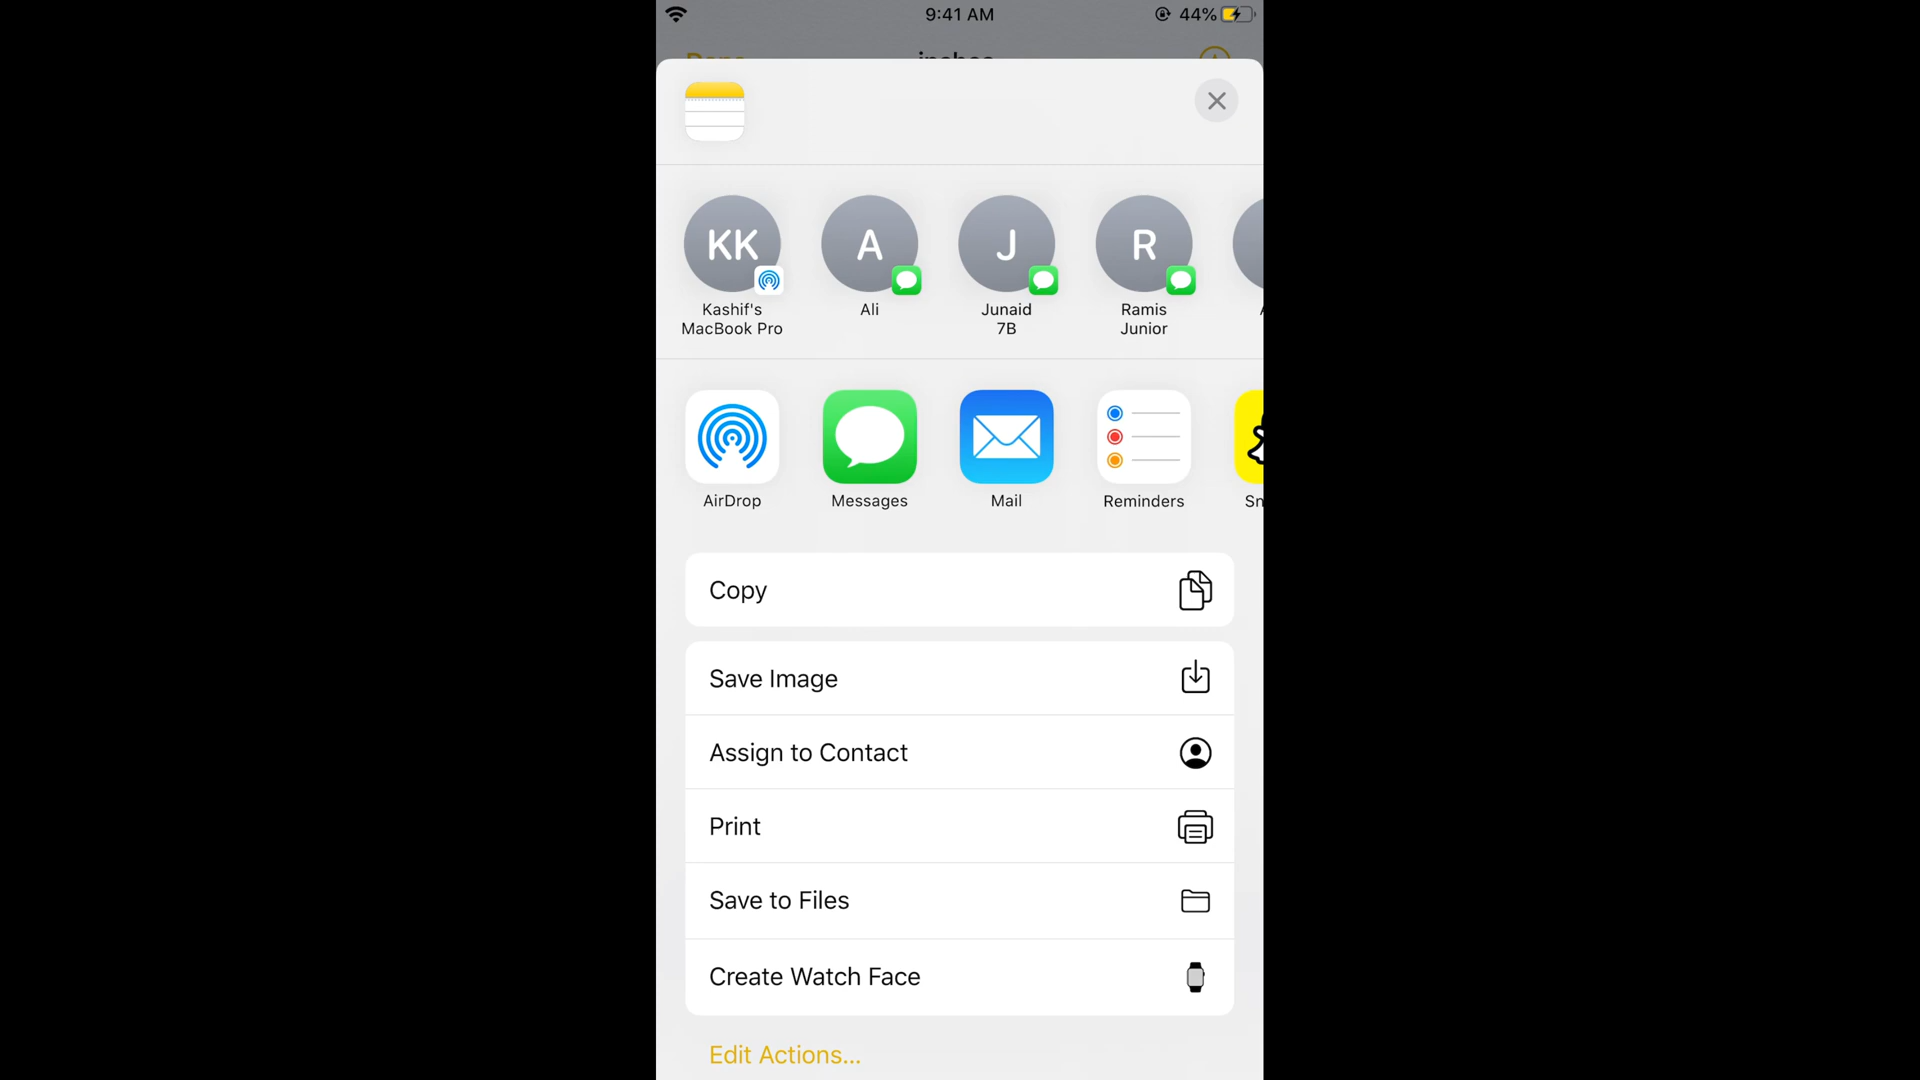 9:41 AM
44%
KK
A
J
R
Kashif's
MacBook Pro
Ali
Junaid
7B
Ramis
Junior
AirDrop
Messages
Mail
Reminders
Sn
Copy
Save Image
Assign to Contact
Print
Save to Files
Create Watch Face
Edit Actions...